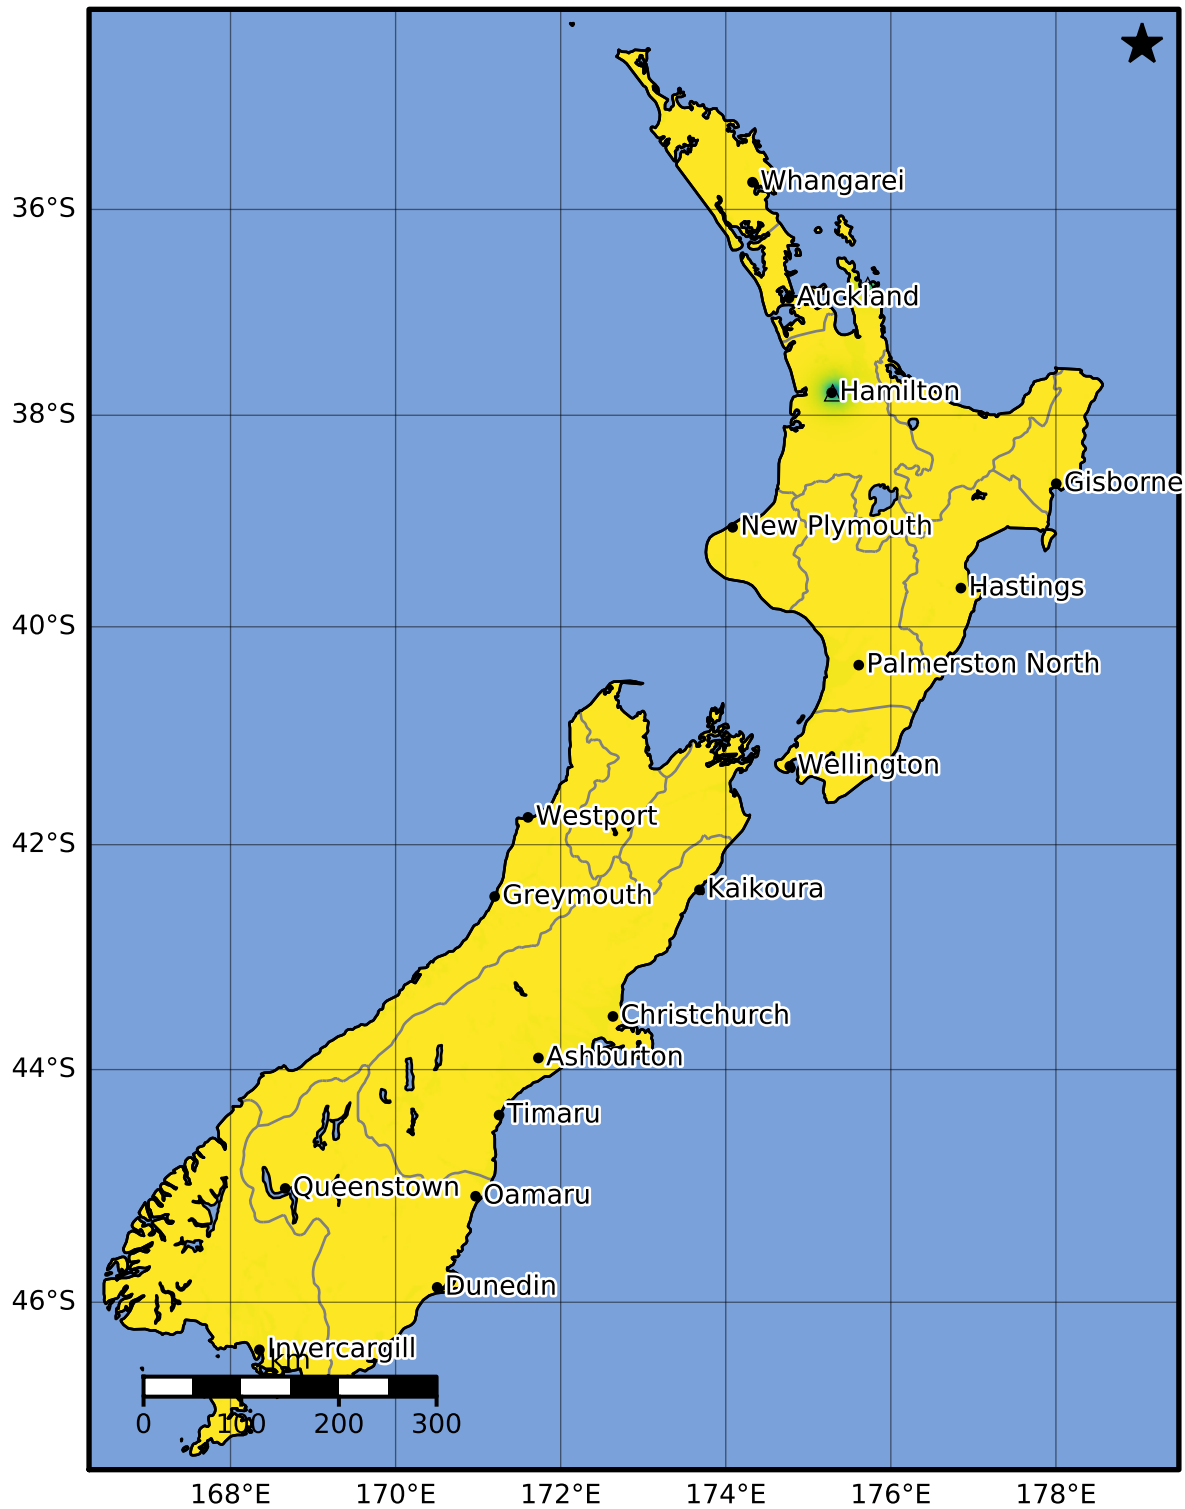 Whangarei
36°S
Auckland
Hamilton
38°S
Gisborne
New Plymouth
Hastings
40°S
Palmerston North
Wellington
Westport
42°S
Kaikoura
Greymouth
Christchurch
Ashburton
44°S
Timaru
Queenstown
Oamaru
Dunedin
46°S
Invercargill
km
0 100 200 300
168°E 170°E 172°E 174°E 176°E 178°E